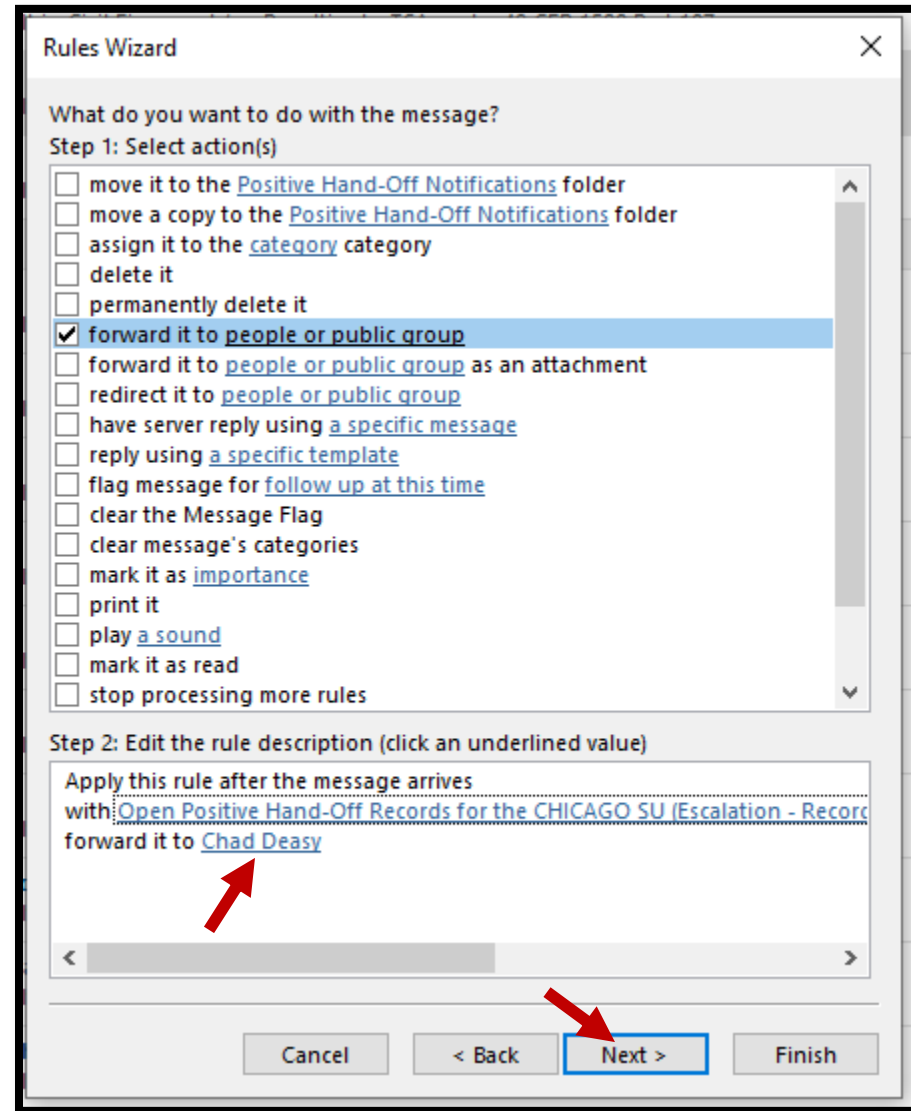 Rules Wizard
What do you want to do with the message?
Step 1: Select action(s)
move it to the Positive Hand-Off Notifications folder
move a copy to the Positive Hand-Off Notifications folder
assign it to the category category
delete it
permanently delete it
forward it to people or public group
forward it to people or public group as an attachment
redirect it to people or public group
have server reply using a specific message
reply using a specific template
flag message for follow up at this time
clear the Message Flag
clear message's categories
mark it as importance
print it
play a sound
mark it as read
stop processing more rules
Step 2: Edit the rule description (click an underlined value)
Apply this rule after the message arrives
with Open Positive Hand-Off Records for the CHICAGO SU (Escalation - Record
forward it to Chad Deasy
Cancel
< Back
Next >
Finish